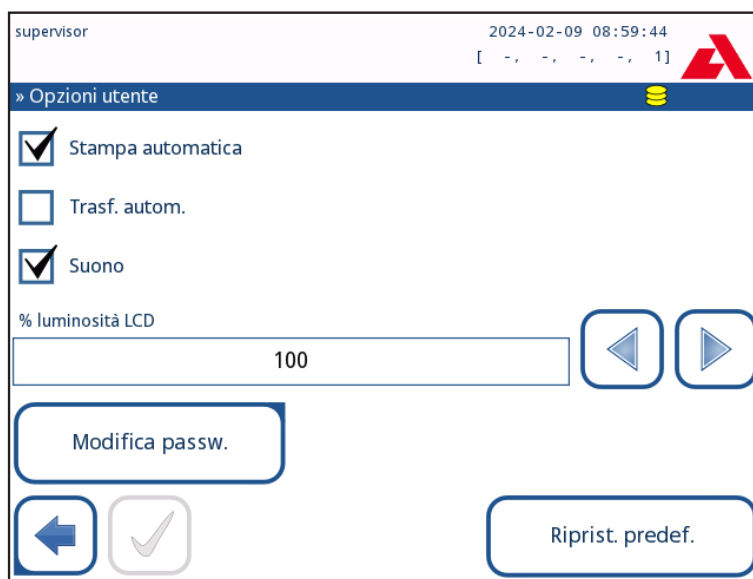 supervisor
2024-02-09 08:59:44
[ -, -, -, -, 1]
» Opzioni utente
Stampa automatica
Trasf. autom.
Suono
% luminosità LCD
100
Modifica passw.
Riprist. predef.